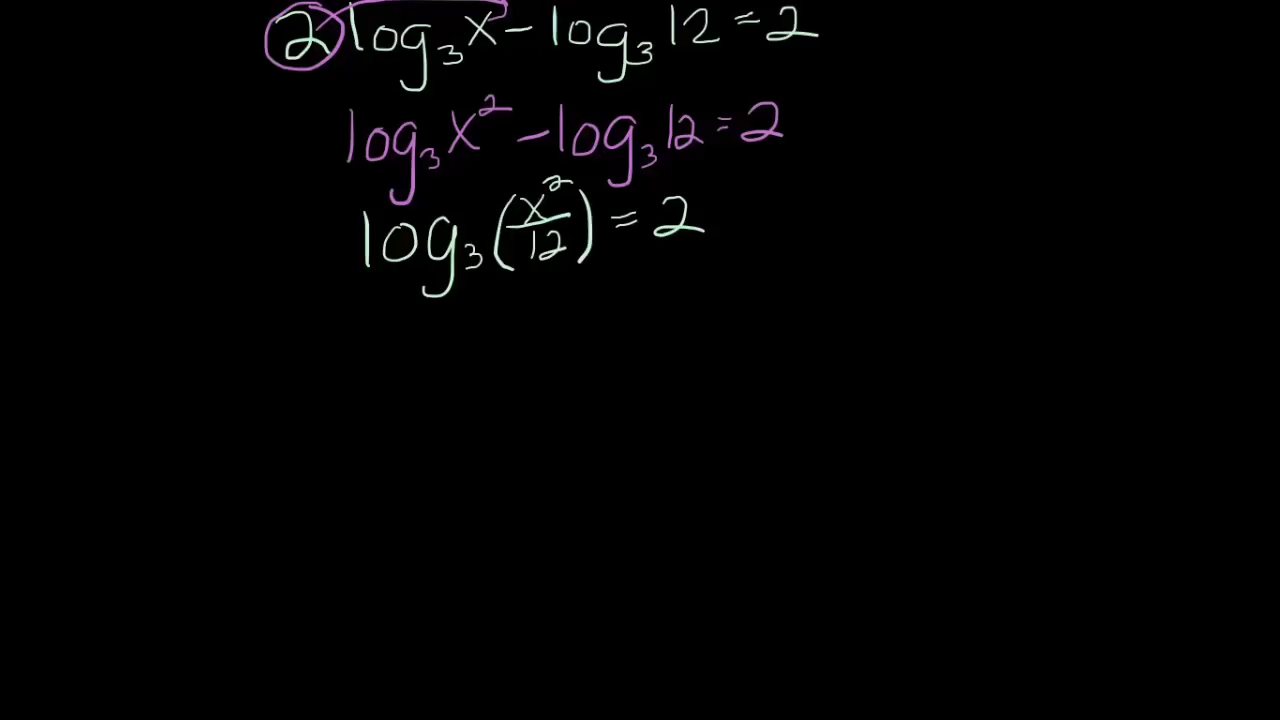 2 log₃ x - log₃ 12 = 2
log₃ x² - log₃ 12 = 2
log₃ (x²/12) = 2